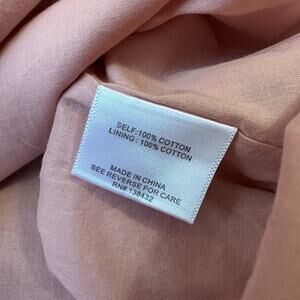 SELF:100% COTTON
LINING : 100% COTTON
MADE IN CHINA
SEE REVERSE FOR CARE
RN# 138432